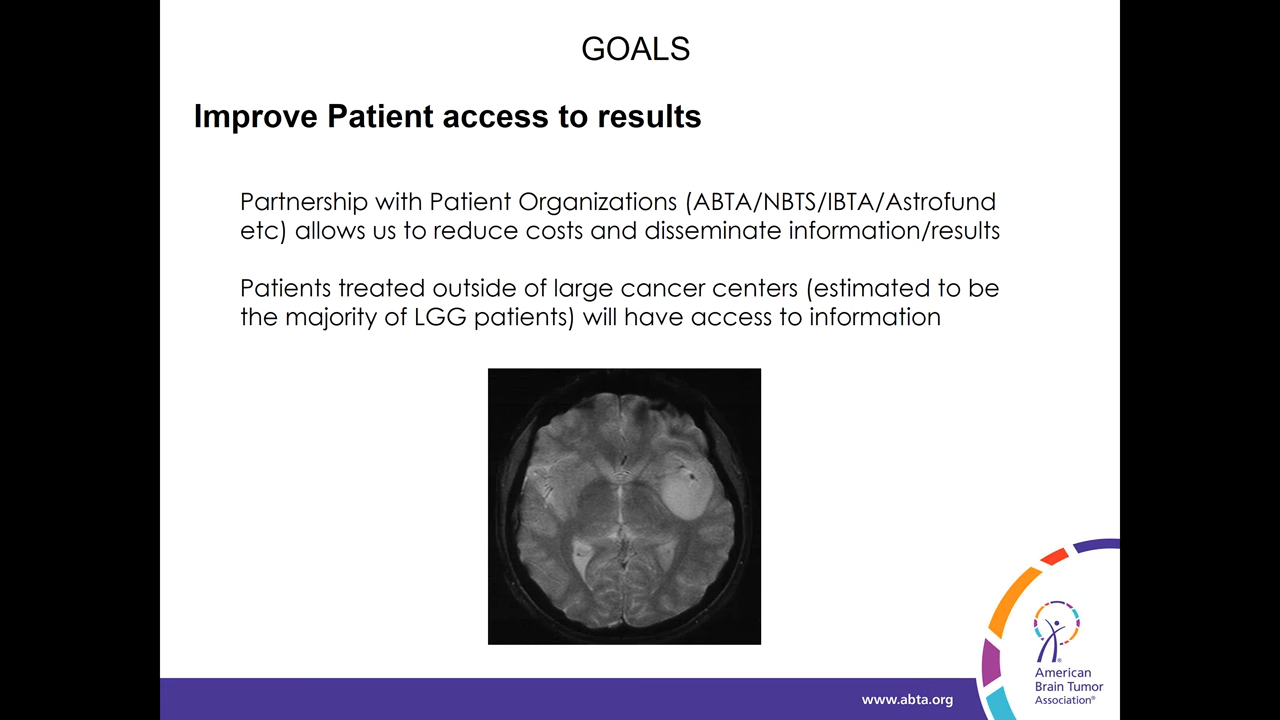 GOALS
Improve Patient access to results
Partnership with Patient Organizations (ABTA/NBTS/IBTA/Astrofund
etc) allows us to reduce costs and disseminate information/results
Patients treated outside of large cancer centers (estimated to be
the majority of LGG patients) will have access to information
American
Brain Tumor
Association®
www.abta.org